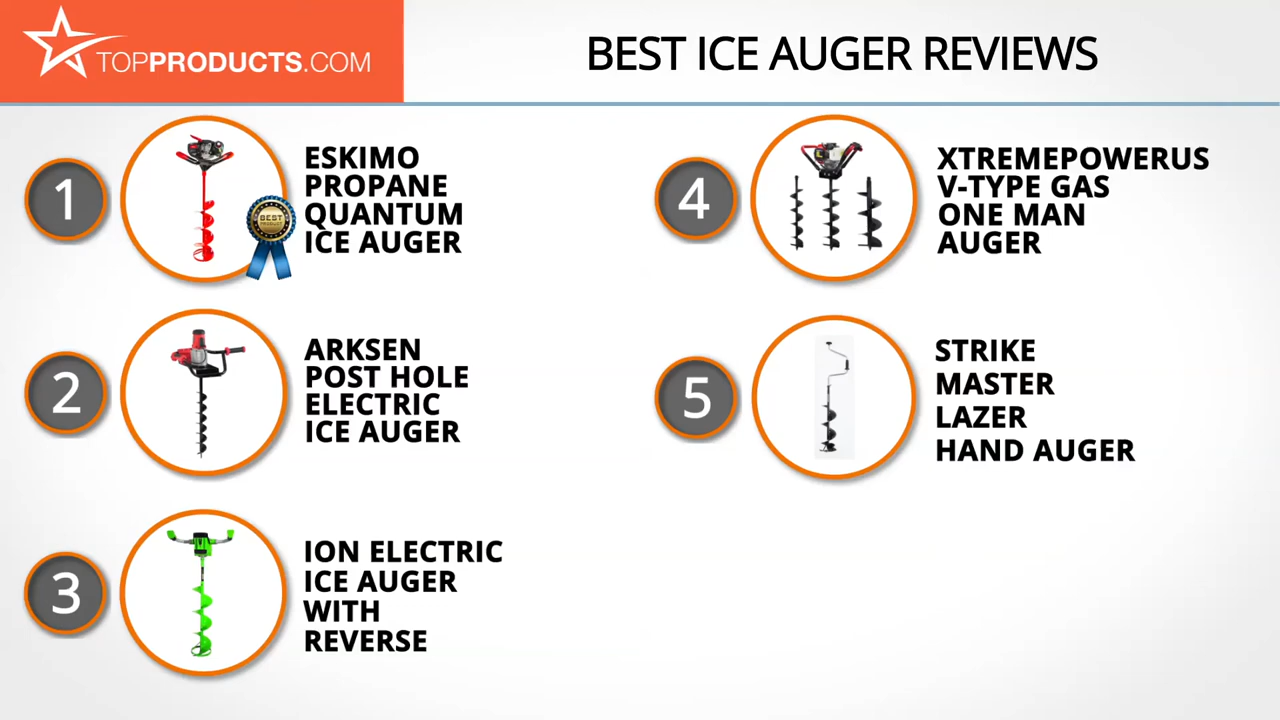 TOPPRODUCTS.COM
BEST ICE AUGER REVIEWS
1
BEST
PRODUCT
ESKIMO
PROPANE
QUANTUM
ICE AUGER
2
ARKSEN
POST HOLE
ELECTRIC
ICE AUGER
3
ION ELECTRIC
ICE AUGER
WITH
REVERSE
4
XTREMEPOWERUS
V-TYPE GAS
ONE MAN
AUGER
5
STRIKE
MASTER
LAZER
HAND AUGER